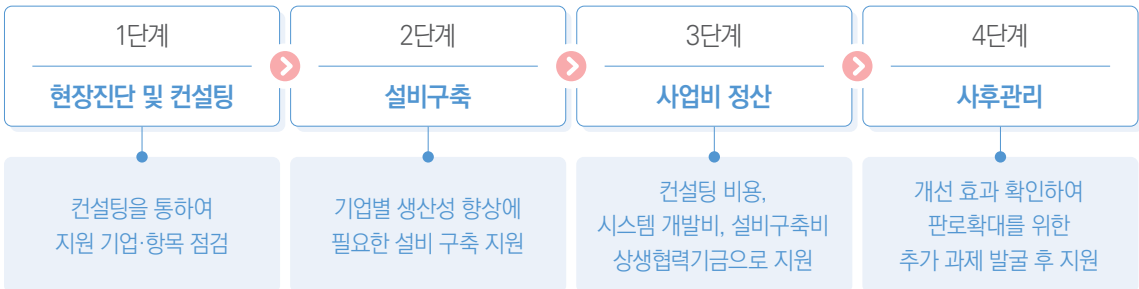 1단계
현장진단 및 컨설팅
컨설팅을 통하여
지원 기업·항목 점검
2단계
설비구축
기업별 생산성 향상에
필요한 설비 구축 지원
3단계
사업비 정산
컨설팅 비용,
시스템 개발비, 설비구축비
상생협력기금으로 지원
4단계
사후관리
개선 효과 확인하여
판로확대를 위한
추가 과제 발굴 후 지원